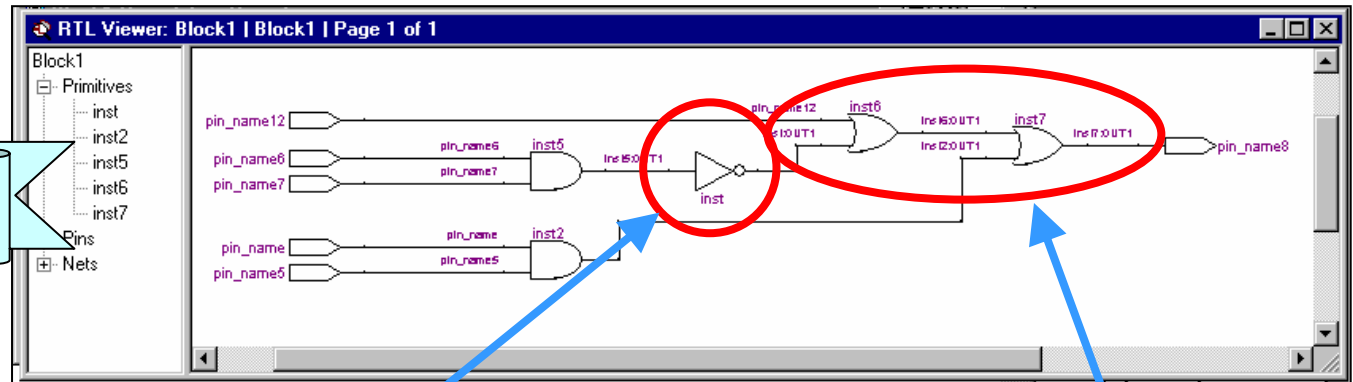 RTL Viewer: Block1 | Block1 | Page 1 of 1
Block1
Primitives
inst
inst2
inst5
inst6
inst7
Pins
Nets
pin_name12
pin_name12
inst6
Inst6:OUT1
inst7
Inst7:OUT1
pin_name8
Inst2:OUT1
pin_name6
pin_name6
inst5
pin_name7
pin_name7
inst
pin_name
pin_name
inst2
pin_name5
pin_name5